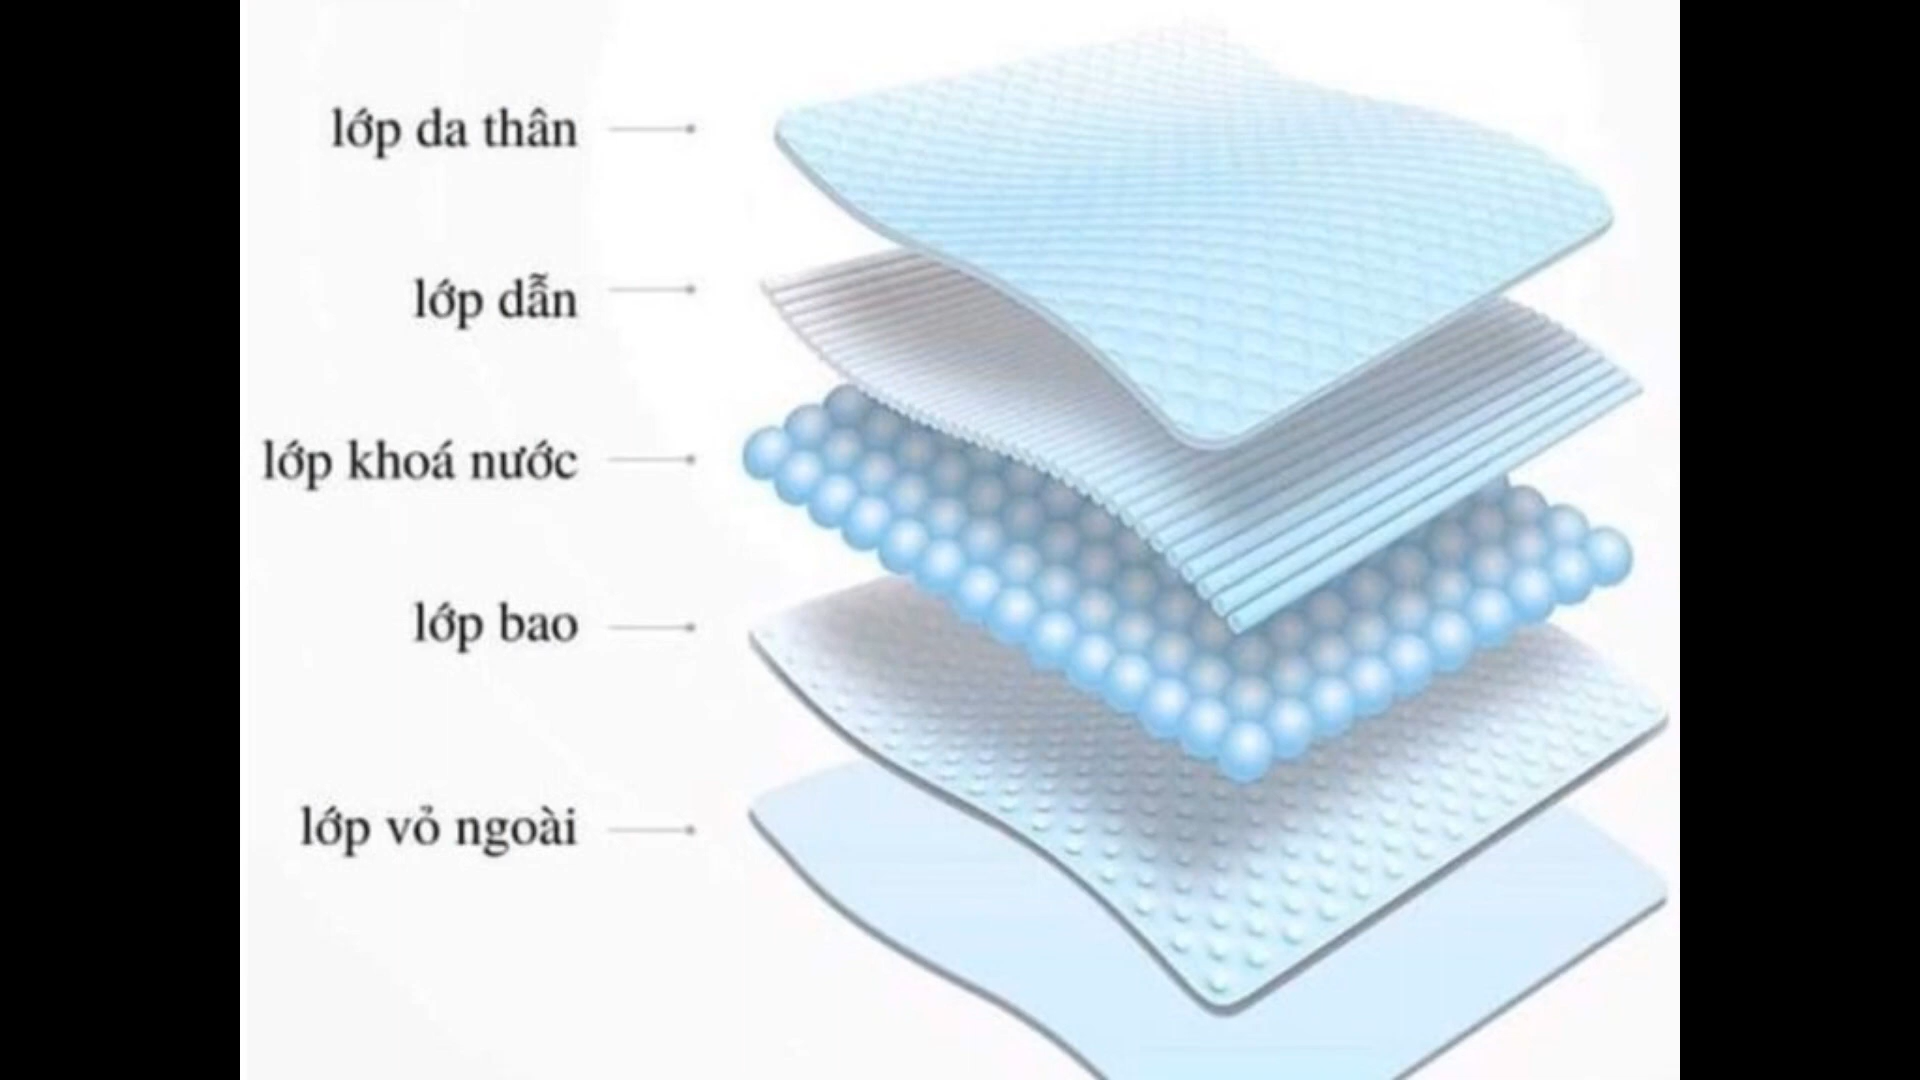 lớp da thân
lớp dẫn
lớp khoá nước
lớp bao
lớp vỏ ngoài